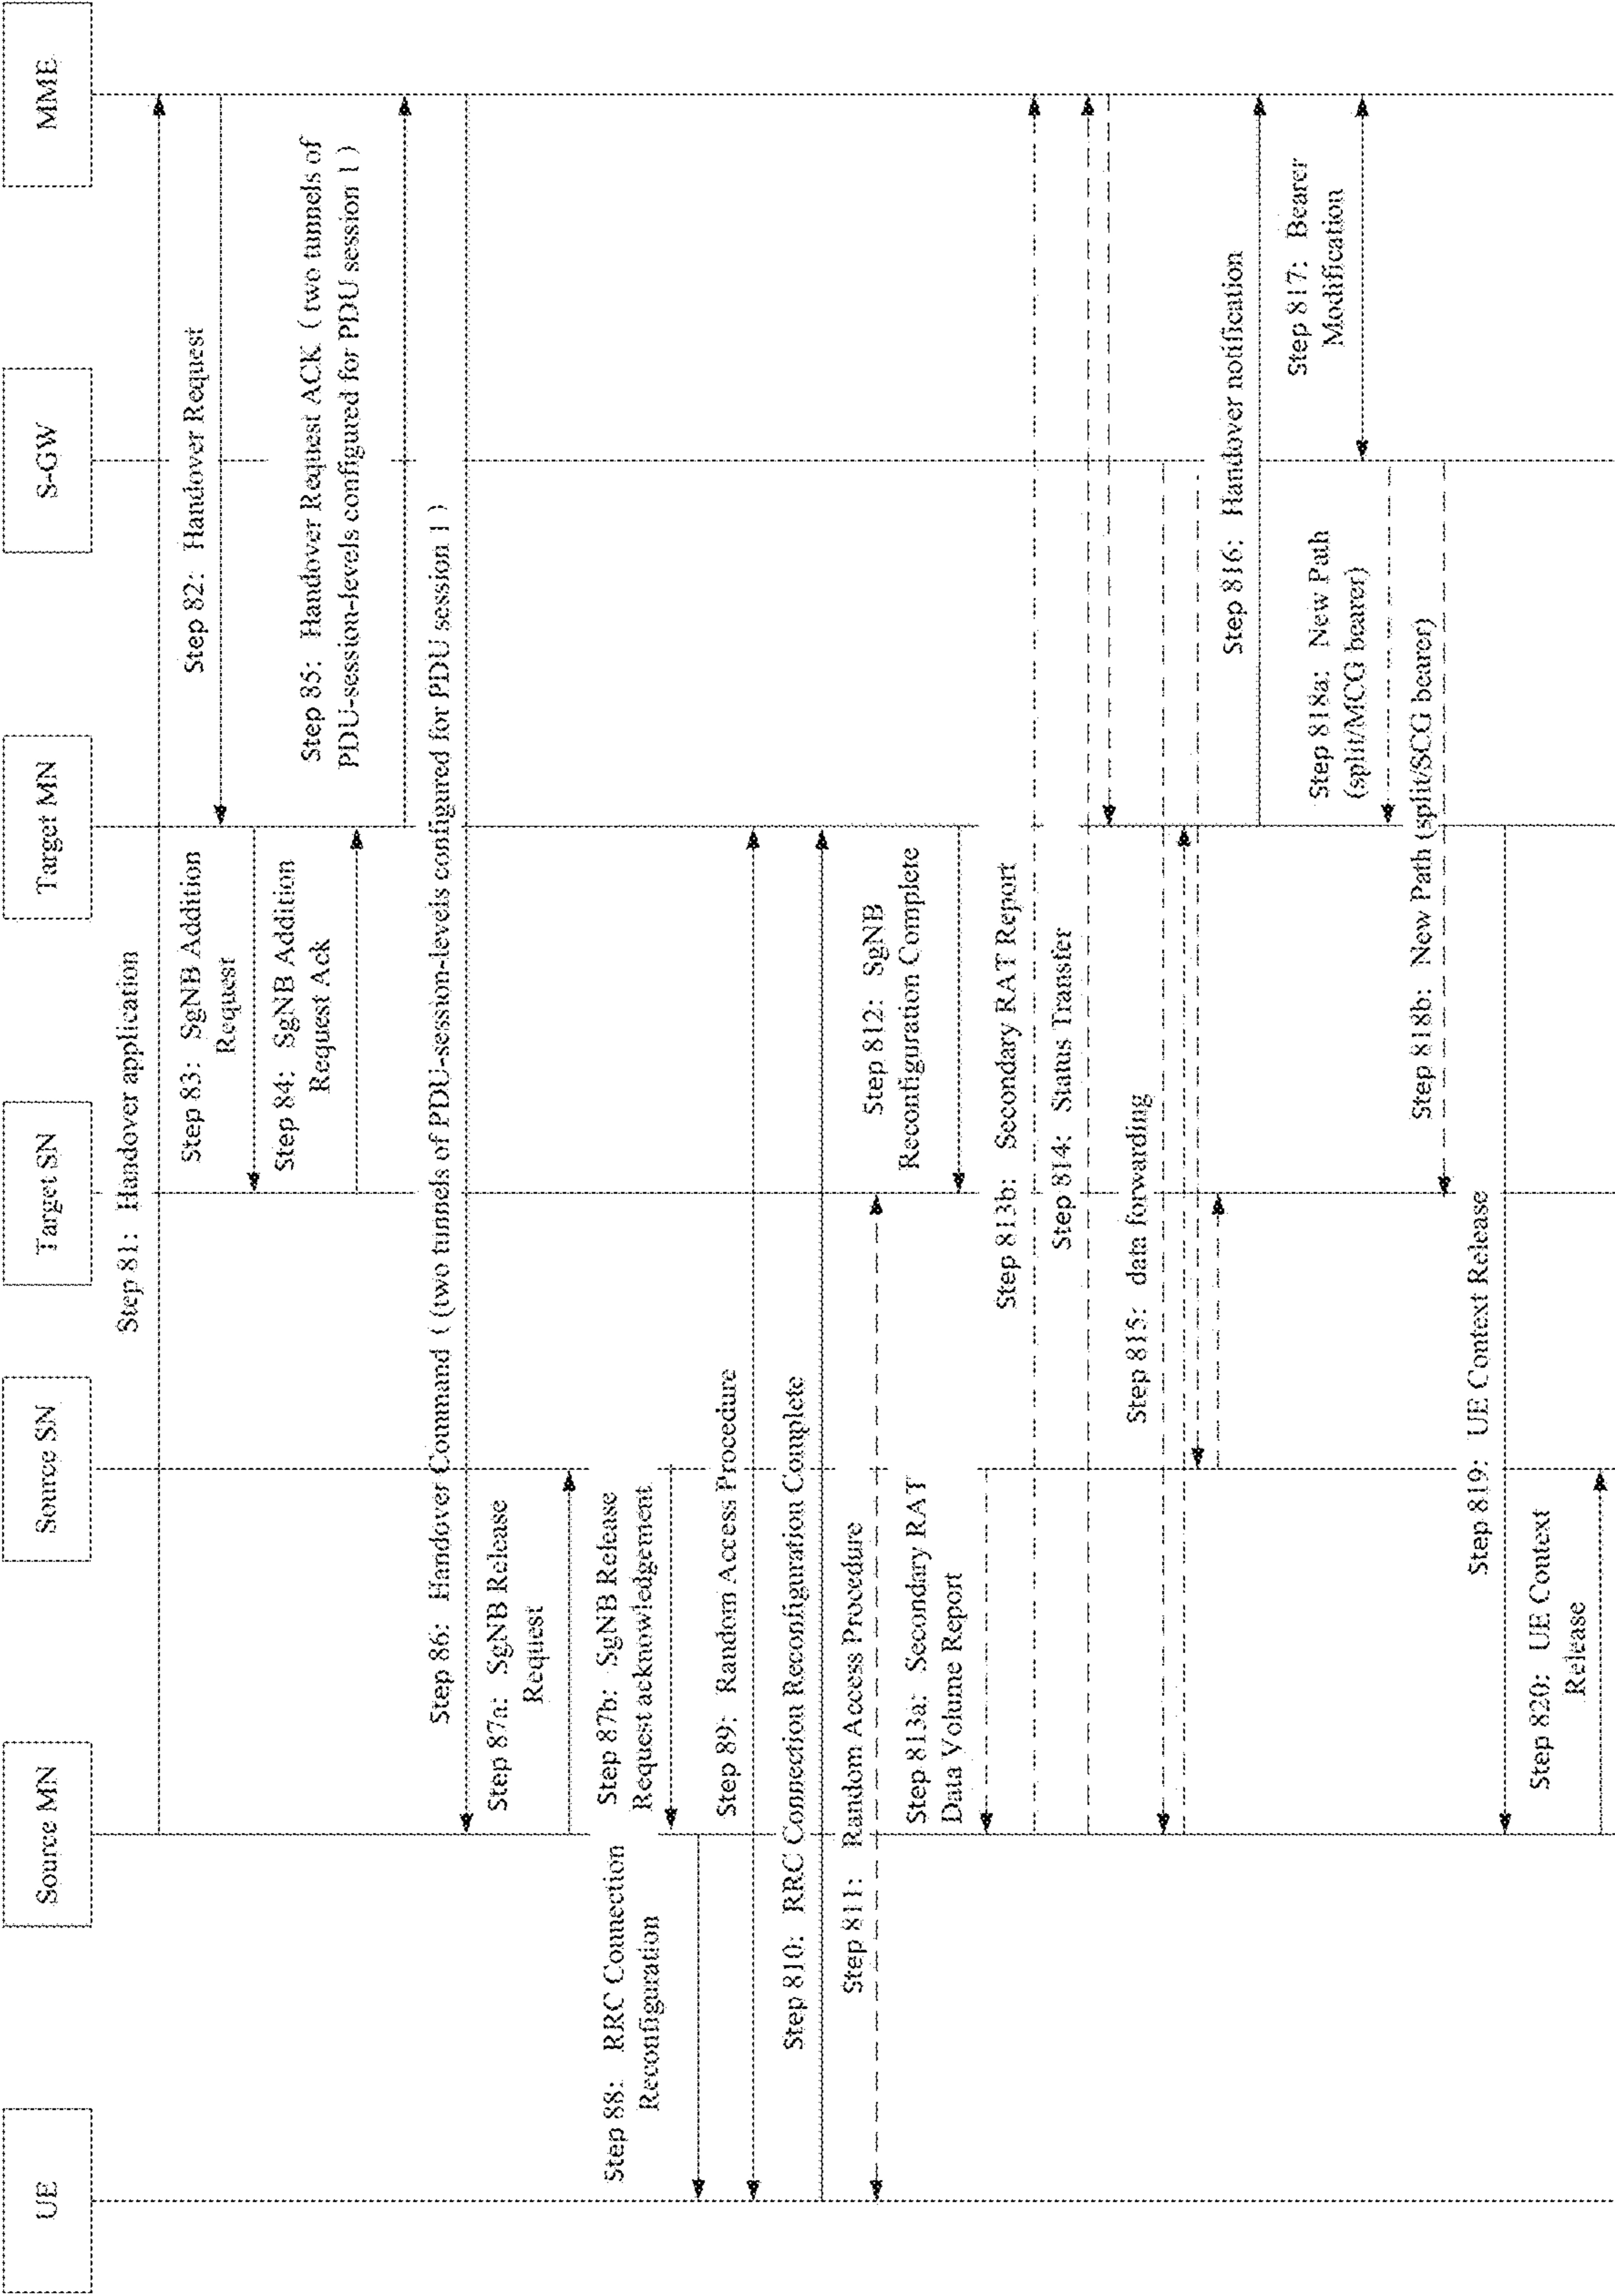 UE
Source MN
Source SN
Target SN
Target MN
S-GW
MME
Step 81: Handover application
Step 82: Handover Request
Step 83: SgNB Addition
Request
Step 84: SgNB Addition
Request Ack
Step 85: Handover Request ACK ( two tunnels of
PDU-session-levels configured for PDU session 1 )
Step 86: Handover Command ( (two tunnels of PDU-session-levels configured for PDU session 1 )
Step 87a: SgNB Release
Request
Step 87b: SgNB Release
Request acknowledgement
Step 88: RRC Connection
Reconfiguration
Step 89: Random Access Procedure
Step 810: RRC Connection Reconfiguration Complete
Step 811: Random Access Procedure
Step 812: SgNB
Reconfiguration Complete
Step 813a: Secondary RAT
Data Volume Report
Step 813b: Secondary RAT Report
Step 814: Status Transfer
Step 815: data forwarding
Step 816: Handover notification
Step 817: Bearer
Modification
Step 818a: New Path
(split/MCG bearer)
Step 818b: New Path (split/SCG bearer)
Step 819: UE Context Release
Step 820: UE Context
Release